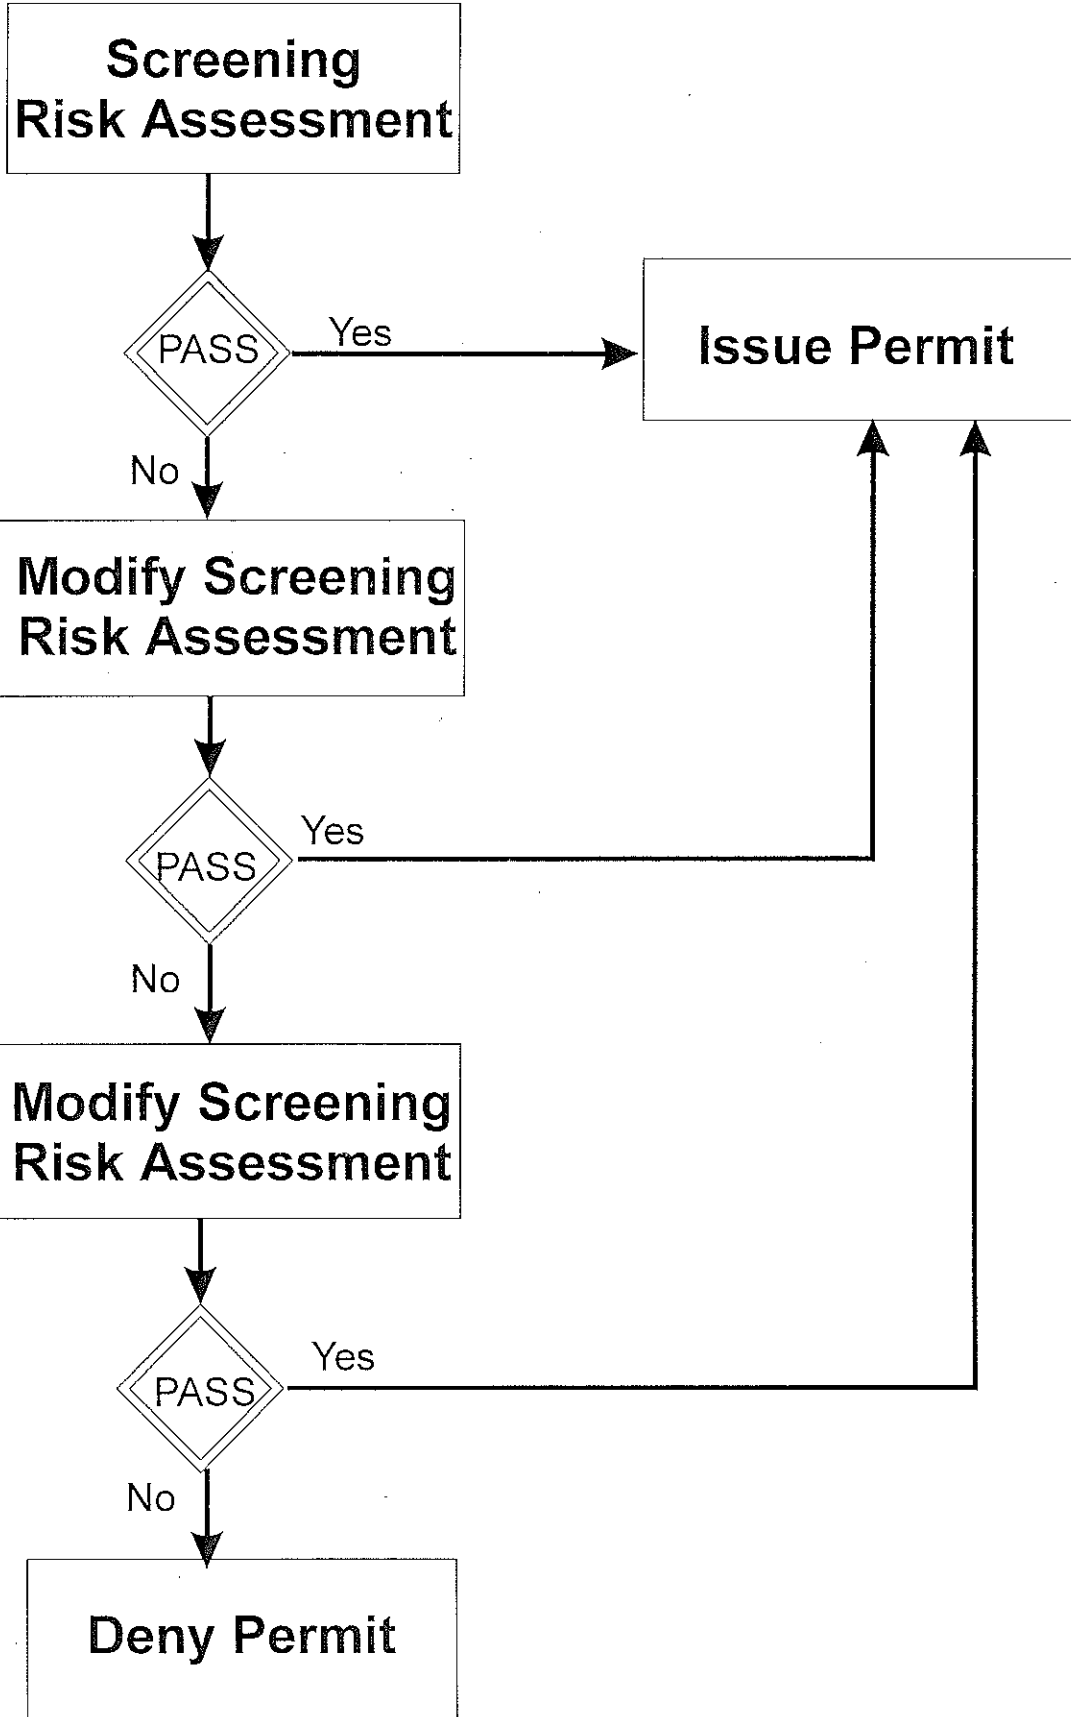 Screening
Risk Assessment
PASS
Yes
Issue Permit
No
Modify Screening
Risk Assessment
PASS
Yes
No
Modify Screening
Risk Assessment
PASS
Yes
No
Deny Permit